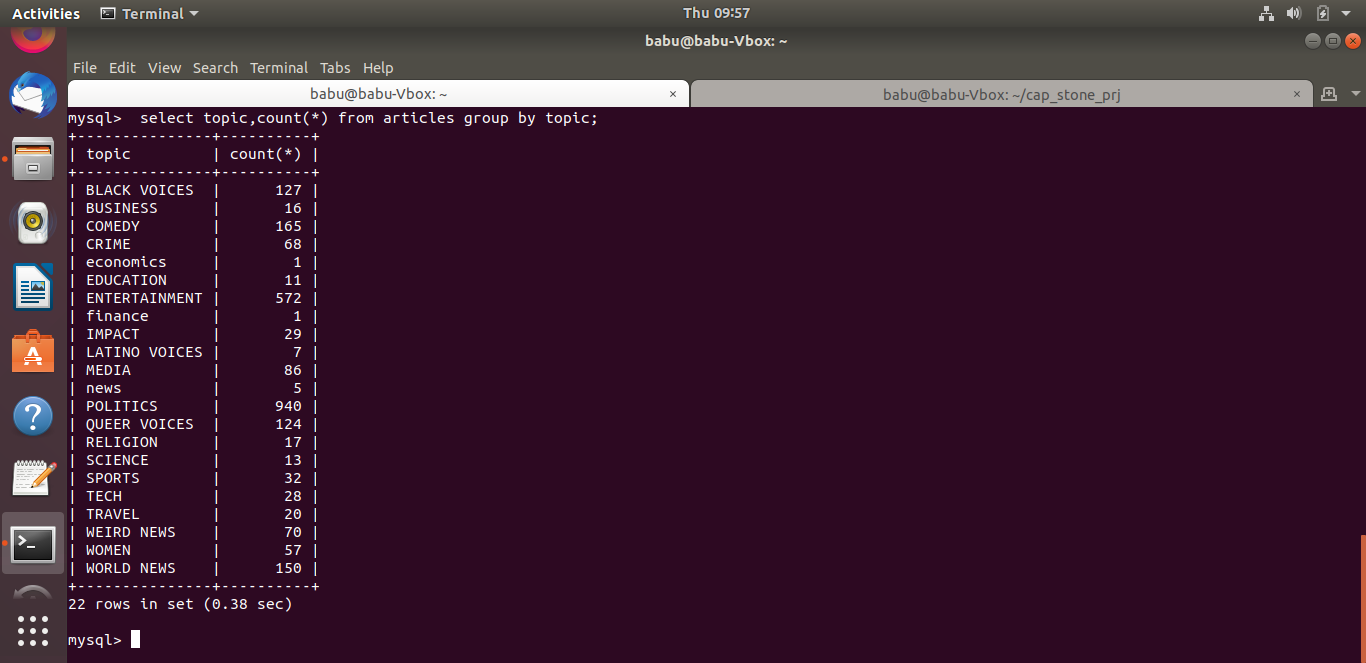 Activities Terminal Thu 09:57
babu@babu-Vbox: ~
File Edit View Search Terminal Tabs Help
babu@babu-Vbox: ~ × babu@babu-Vbox: ~/cap_stone_prj ×
mysql>  select topic,count(*) from articles group by topic;
+---------------+----------+
| topic         | count(*) |
+---------------+----------+
| BLACK VOICES  |      127 |
| BUSINESS      |       16 |
| COMEDY        |      165 |
| CRIME         |       68 |
| economics     |        1 |
| EDUCATION     |       11 |
| ENTERTAINMENT |      572 |
| finance       |        1 |
| IMPACT        |       29 |
| LATINO VOICES |        7 |
| MEDIA         |       86 |
| news          |        5 |
| POLITICS      |      940 |
| QUEER VOICES  |      124 |
| RELIGION      |       17 |
| SCIENCE       |       13 |
| SPORTS        |       32 |
| TECH          |       28 |
| TRAVEL        |       20 |
| WEIRD NEWS    |       70 |
| WOMEN         |       57 |
| WORLD NEWS    |      150 |
+---------------+----------+
22 rows in set (0.38 sec)
mysql>